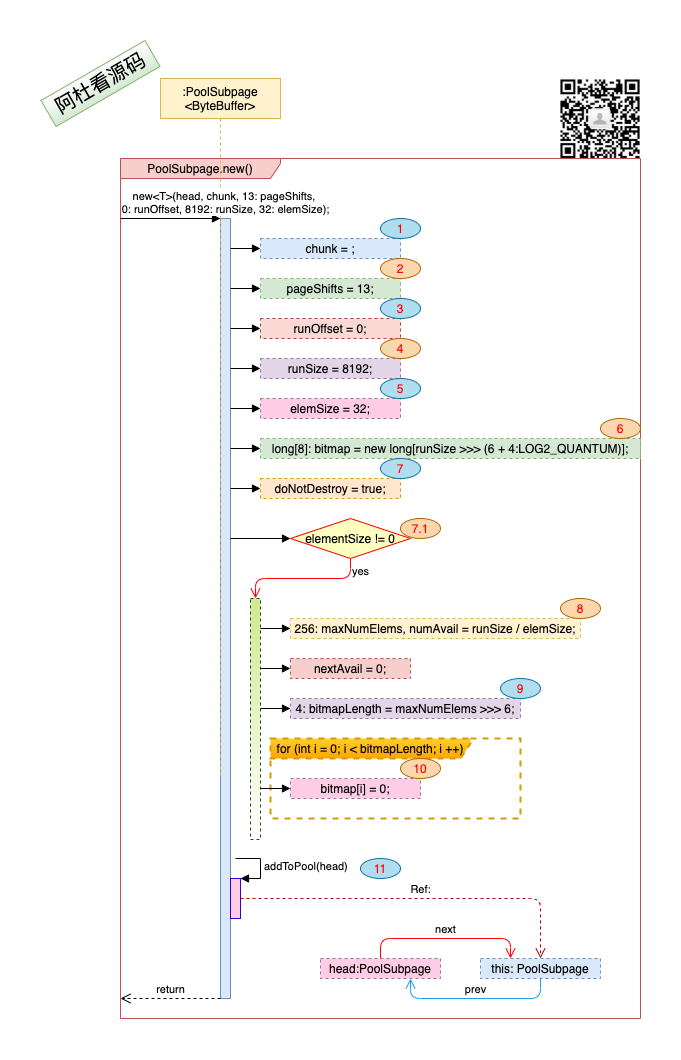 阿杜看源码
:PoolSubpage
<ByteBuffer>
PoolSubpage.new()
new<T>(head, chunk, 13: pageShifts,
0: runOffset, 8192: runSize, 32: elemSize);
1
chunk = ;
2
pageShifts = 13;
3
runOffset = 0;
4
runSize = 8192;
5
elemSize = 32;
6
long[8]: bitmap = new long[runSize >>> (6 + 4:LOG2_QUANTUM)];
7
doNotDestroy = true;
7.1
elementSize != 0
yes
8
256: maxNumElems, numAvail = runSize / elemSize;
nextAvail = 0;
9
4: bitmapLength = maxNumElems >>> 6;
for (int i = 0; i < bitmapLength; i ++)
10
bitmap[i] = 0;
addToPool(head)
11
Ref:
next
head:PoolSubpage
this: PoolSubpage
prev
return